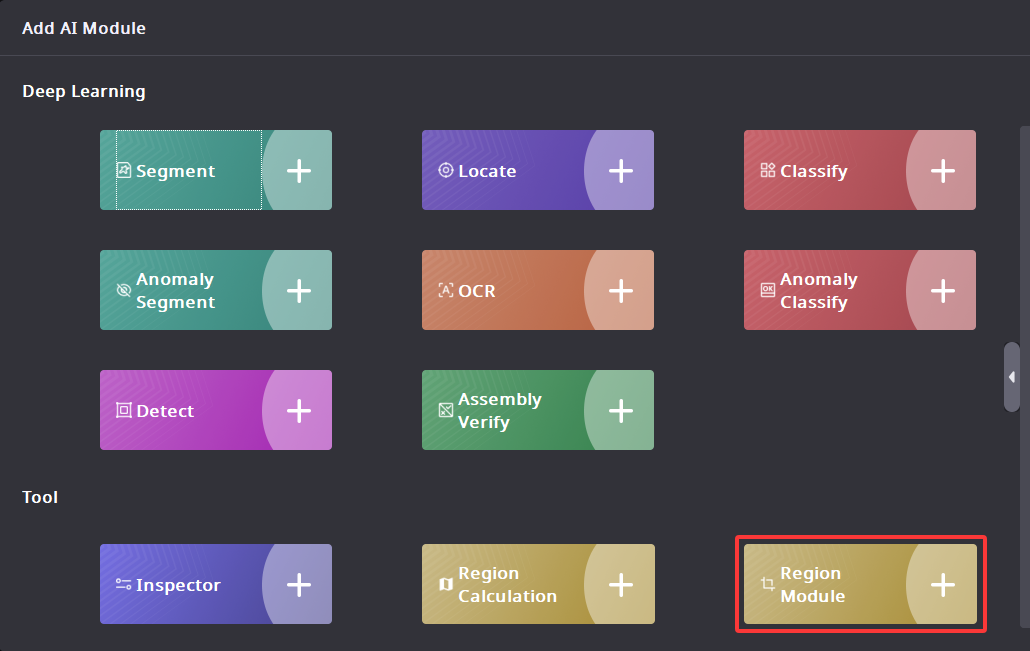 Add AI Module
Deep Learning
Segment
Locate
Classify
Anomaly
Segment
OCR
Anomaly
Classify
Detect
Assembly
Verify
Tool
Inspector
Region
Calculation
Region
Module